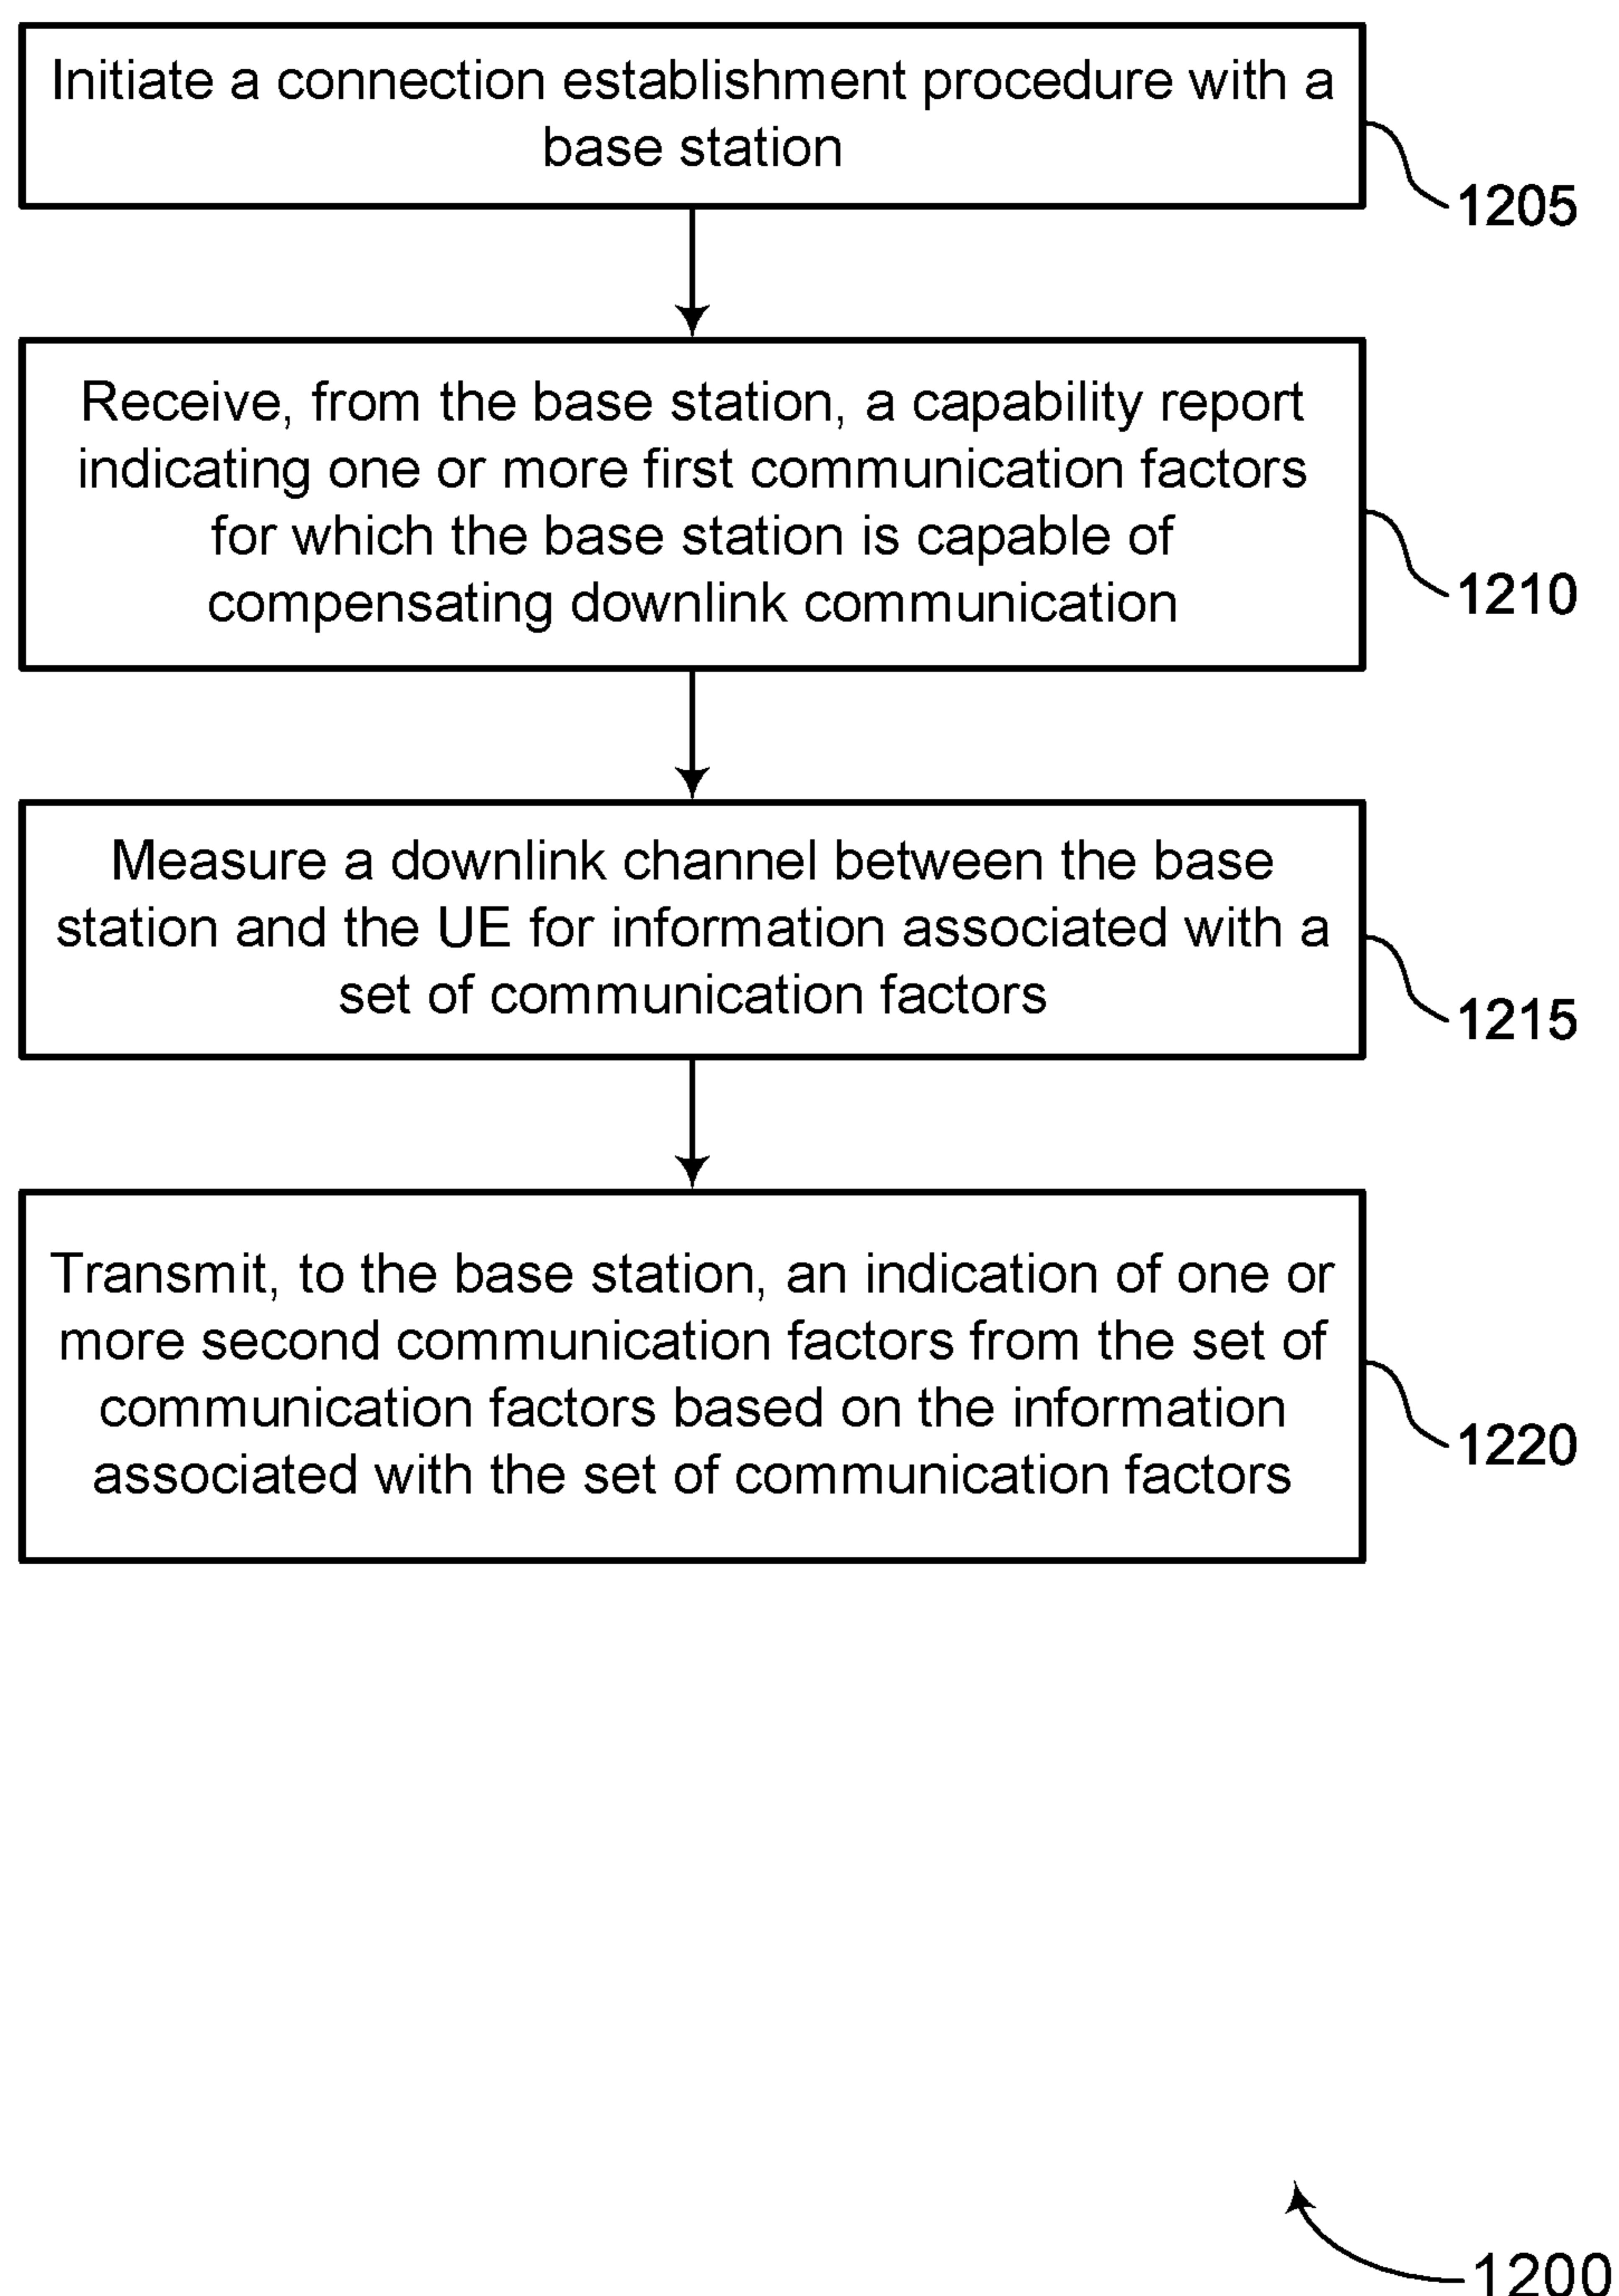 Initiate a connection establishment procedure with a
base station
1205
Receive, from the base station, a capability report
indicating one or more first communication factors
for which the base station is capable of
compensating downlink communication
1210
Measure a downlink channel between the base
station and the UE for information associated with a
set of communication factors
1215
Transmit, to the base station, an indication of one or
more second communication factors from the set of
communication factors based on the information
associated with the set of communication factors
1220
1200